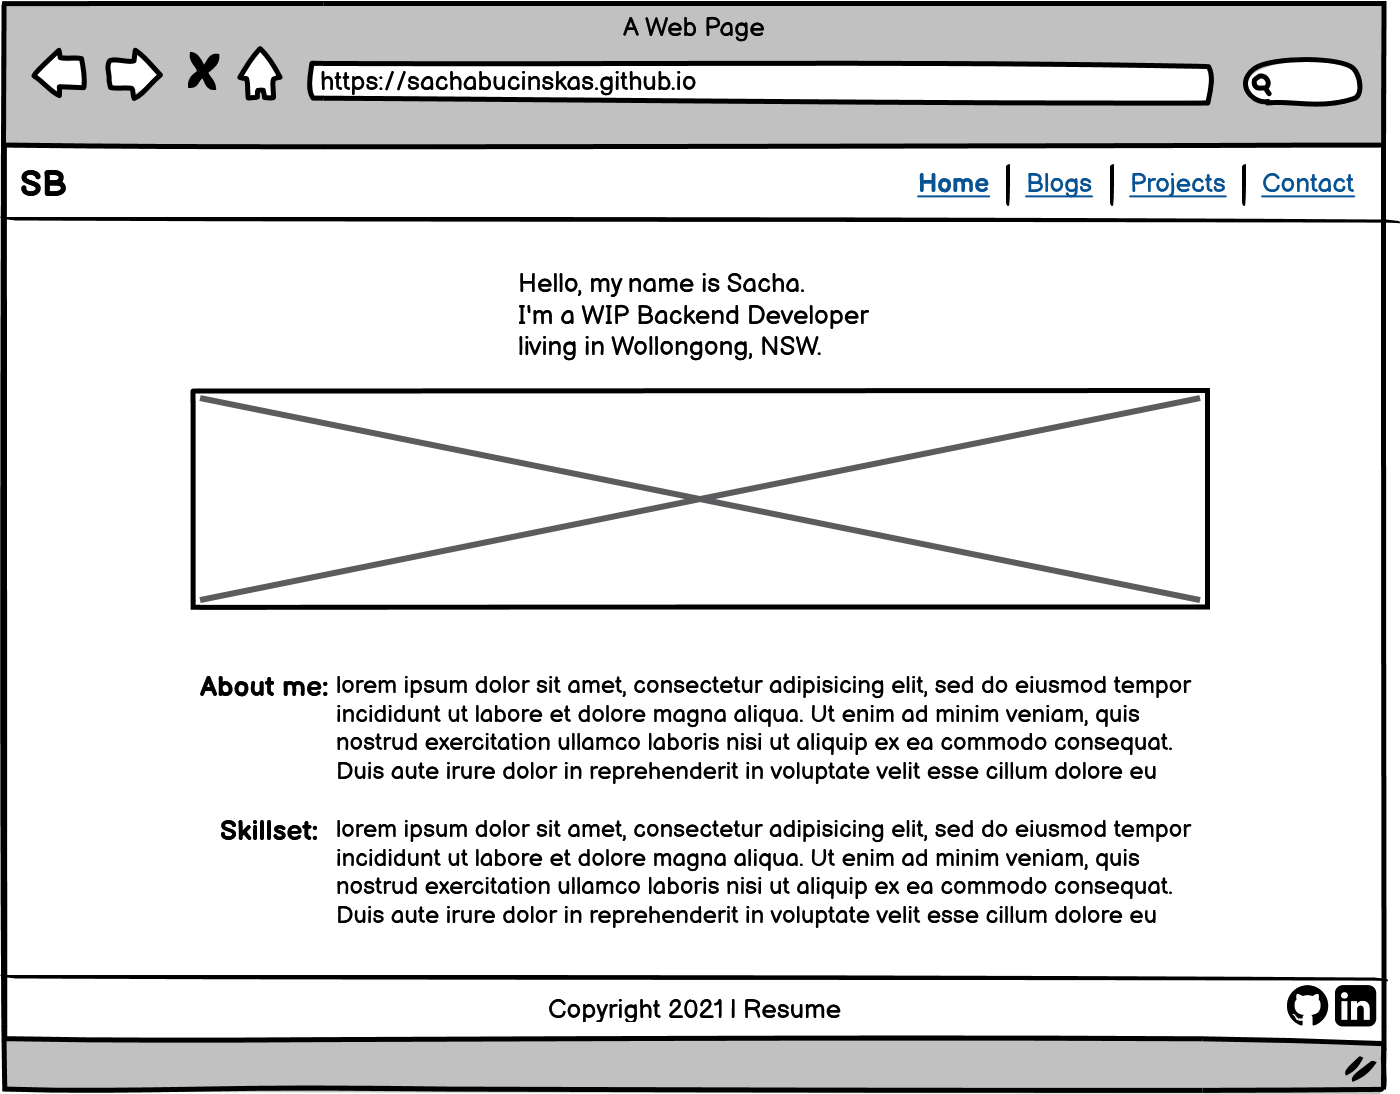 A Web Page
https://sachabucinskas.github.io
SB
Home Blogs Projects Contact
Hello, my name is Sacha.
I'm a WIP Backend Developer
living in Wollongong, NSW.
About me: lorem ipsum dolor sit amet, consectetur adipisicing elit, sed do eiusmod tempor
incididunt ut labore et dolore magna aliqua. Ut enim ad minim veniam, quis
nostrud exercitation ullamco laboris nisi ut aliquip ex ea commodo consequat.
Duis aute irure dolor in reprehenderit in voluptate velit esse cillum dolore eu
Skillset: lorem ipsum dolor sit amet, consectetur adipisicing elit, sed do eiusmod tempor
incididunt ut labore et dolore magna aliqua. Ut enim ad minim veniam, quis
nostrud exercitation ullamco laboris nisi ut aliquip ex ea commodo consequat.
Duis aute irure dolor in reprehenderit in voluptate velit esse cillum dolore eu
Copyright 2021 | Resume
in